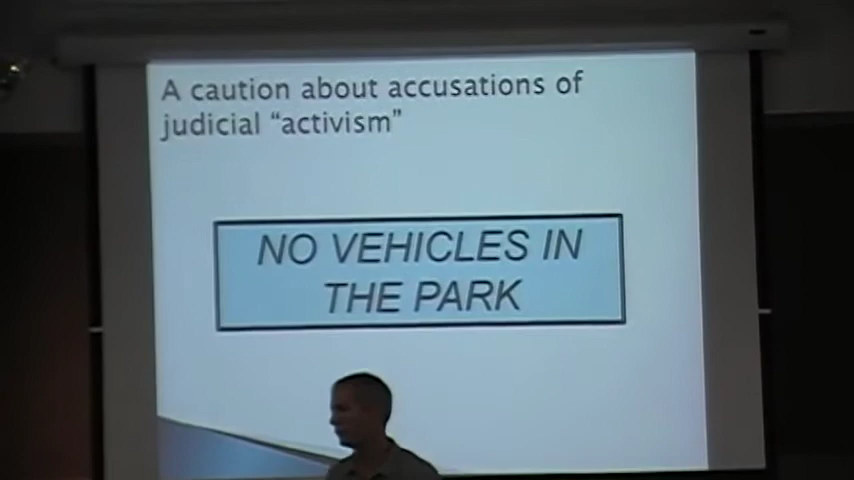 A caution about accusations of
judicial “activism”
NO VEHICLES IN
THE PARK